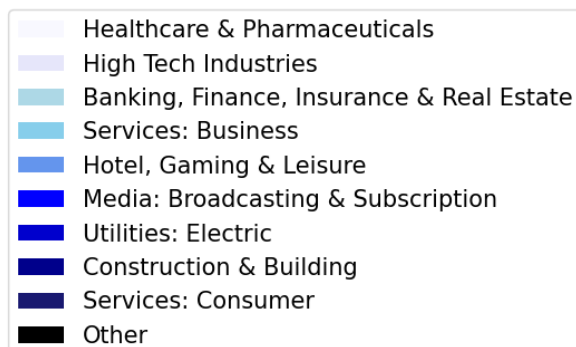 Healthcare & Pharmaceuticals
High Tech Industries
Banking, Finance, Insurance & Real Estate
Services: Business
Hotel, Gaming & Leisure
Media: Broadcasting & Subscription
Utilities: Electric
Construction & Building
Services: Consumer
Other